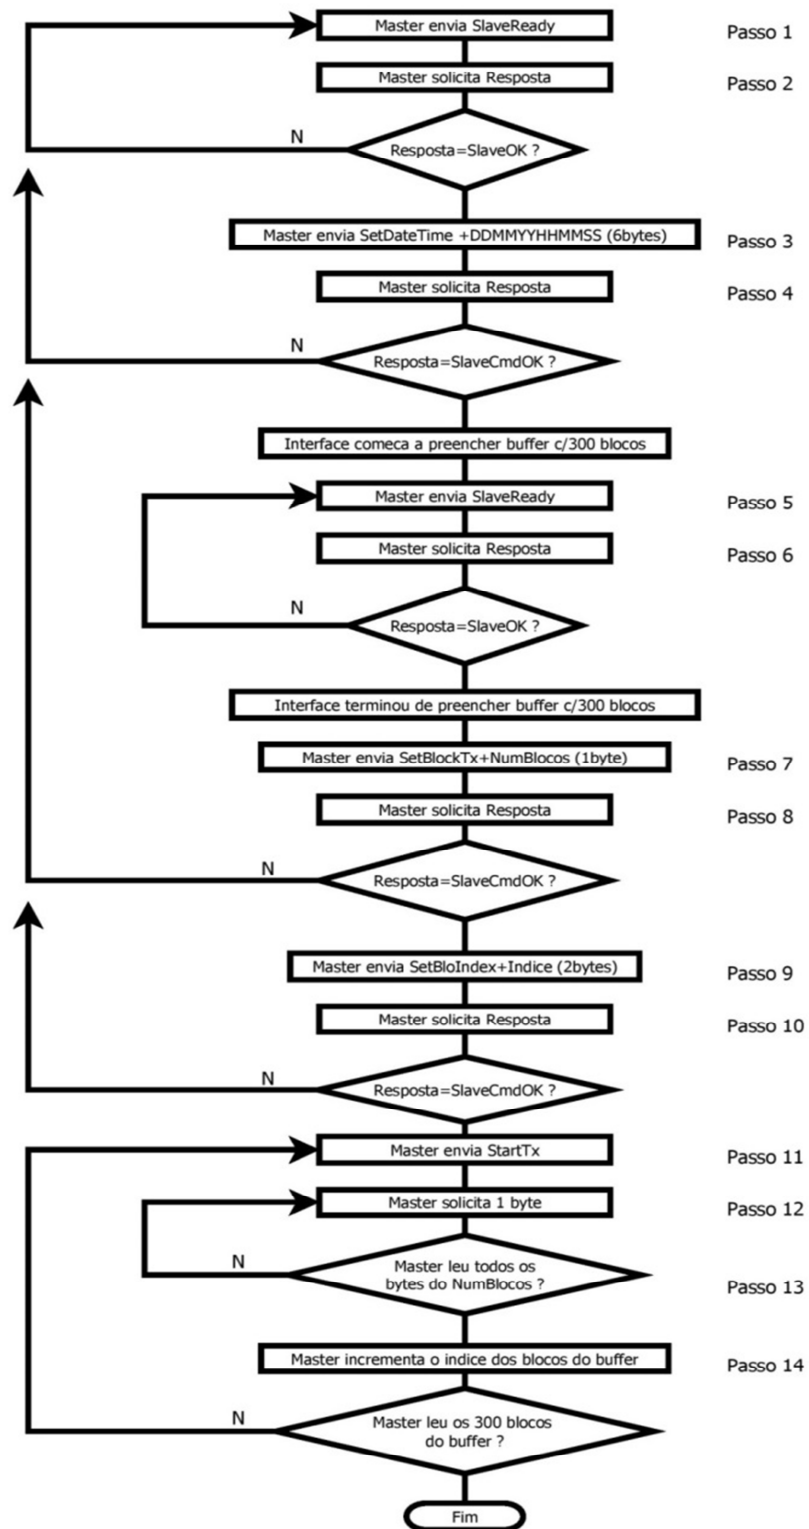 Master envia SlaveReady
Passo 1
Master solicita Resposta
Passo 2
N
Resposta=SlaveOK ?
Master envia SetDateTime +DDMMYYHHMMSS (6bytes)
Passo 3
Master solicita Resposta
Passo 4
N
Resposta=SlaveCmdOK ?
Interface comeca a preencher buffer c/300 blocos
Master envia SlaveReady
Passo 5
Master solicita Resposta
Passo 6
N
Resposta=SlaveOK ?
Interface terminou de preencher buffer c/300 blocos
Master envia SetBlockTx+NumBlocos (1byte)
Passo 7
Master solicita Resposta
Passo 8
N
Resposta=SlaveCmdOK ?
Master envia SetBloIndex+Indice (2bytes)
Passo 9
Master solicita Resposta
Passo 10
N
Resposta=SlaveCmdOK ?
Master envia StartTx
Passo 11
Master solicita 1 byte
Passo 12
N
Master leu todos os
bytes do NumBlocos ?
Passo 13
Master incrementa o indice dos blocos do buffer
Passo 14
N
Master leu os 300 blocos
do buffer ?
Fim